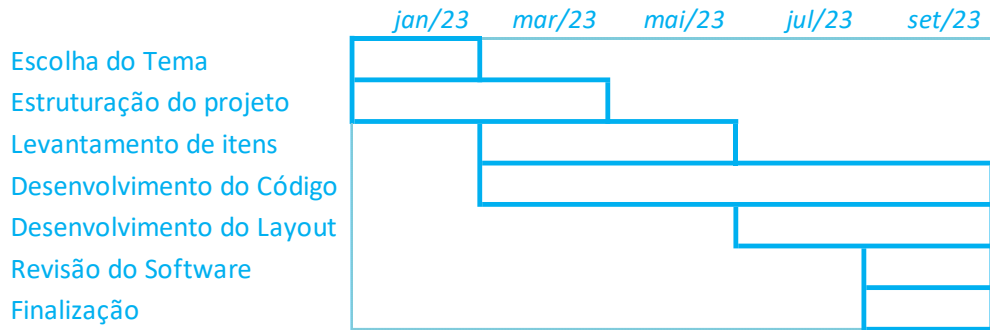 jan/23 mar/23 mai/23 jul/23 set/23
Escolha do Tema
Estruturação do projeto
Levantamento de itens
Desenvolvimento do Código
Desenvolvimento do Layout
Revisão do Software
Finalização